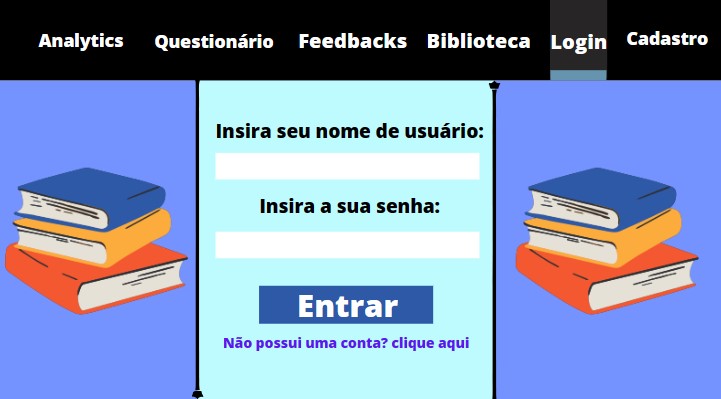 Analytics Questionário Feedbacks Biblioteca Login Cadastro
Insira seu nome de usuário:
Insira a sua senha:
Entrar
Não possui uma conta? clique aqui